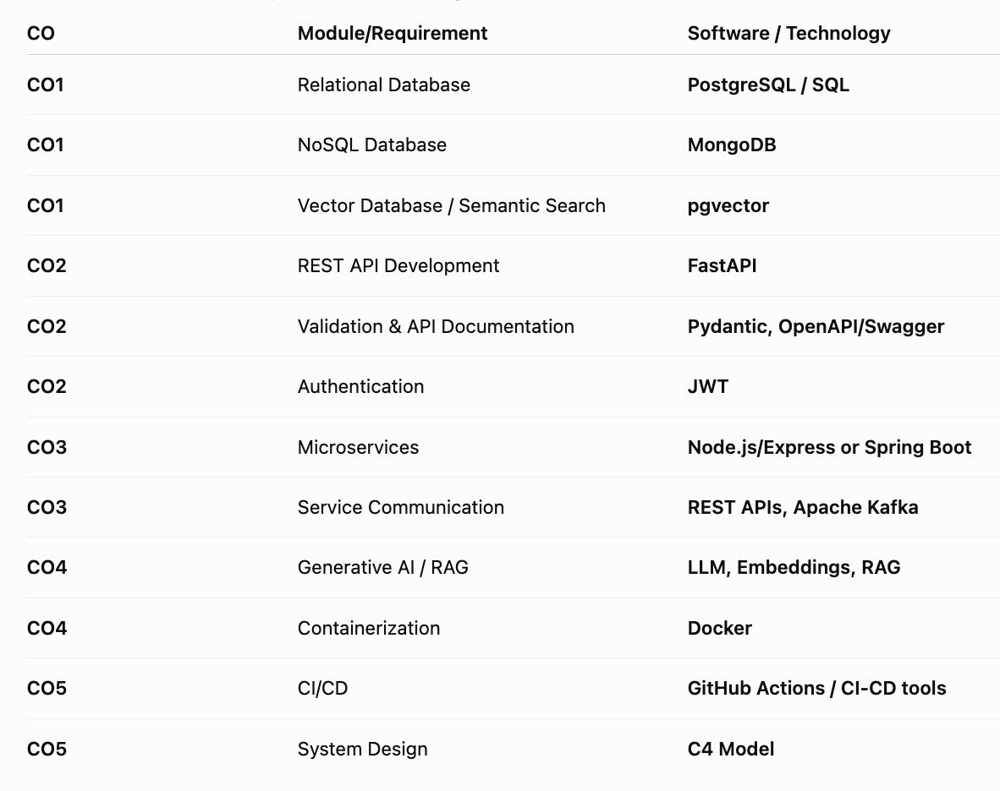 CO Module/Requirement Software / Technology
CO1 Relational Database PostgreSQL / SQL
CO1 NoSQL Database MongoDB
CO1 Vector Database / Semantic Search pgvector
CO2 REST API Development FastAPI
CO2 Validation & API Documentation Pydantic, OpenAPI/Swagger
CO2 Authentication JWT
CO3 Microservices Node.js/Express or Spring Boot
CO3 Service Communication REST APIs, Apache Kafka
CO4 Generative AI / RAG LLM, Embeddings, RAG
CO4 Containerization Docker
CO5 CI/CD GitHub Actions / CI-CD tools
CO5 System Design C4 Model